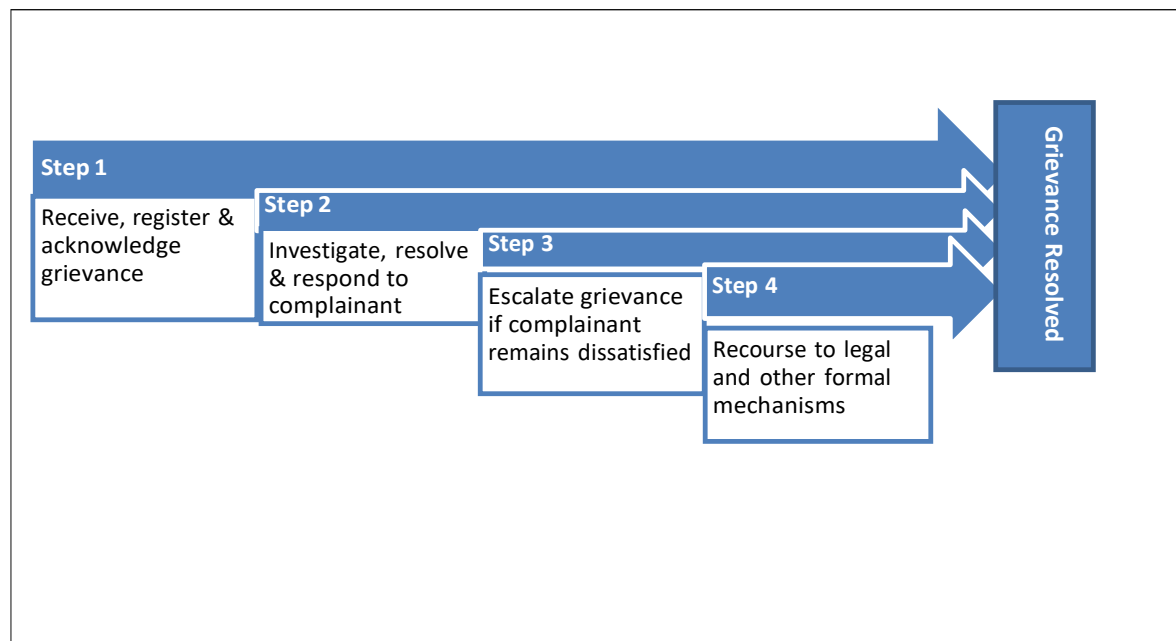 Step 1
Receive, register &
acknowledge
grievance
Step 2
Investigate, resolve
& respond to
complainant
Step 3
Escalate grievance
if complainant
remains dissatisfied
Step 4
Recourse to legal
and other formal
mechanisms
Grievance Resolved